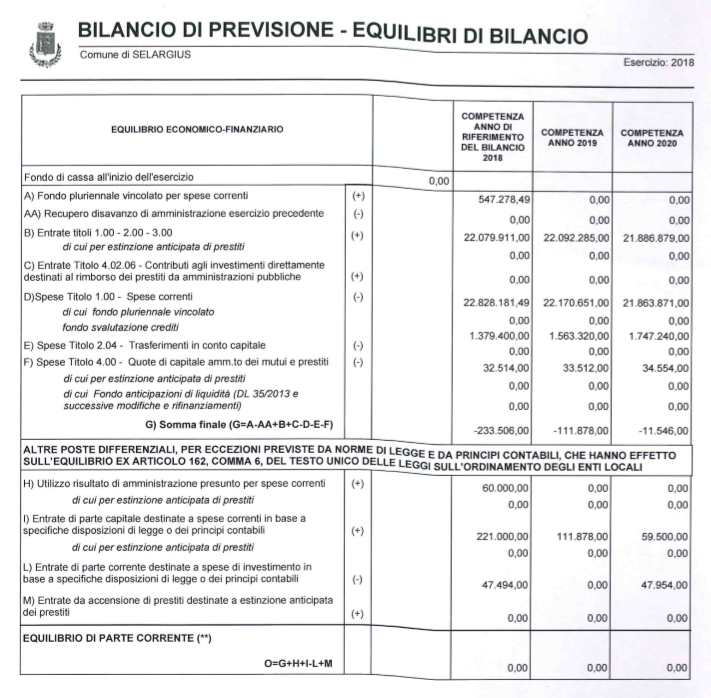 BILANCIO DI PREVISIONE - EQUILIBRI DI BILANCIO
Comune di SELARGIUS
Esercizio: 2018
EQUILIBRIO ECONOMICO-FINANZIARIO
COMPETENZA
ANNO DI
RIFERIMENTO
DEL BILANCIO
2018
COMPETENZA
ANNO 2019
COMPETENZA
ANNO 2020
Fondo di cassa all'inizio dell'esercizio 0,00
A) Fondo pluriennale vincolato per spese correnti (+) 547.278,49 0,00 0,00
AA) Recupero disavanzo di amministrazione esercizio precedente (-) 0,00 0,00 0,00
B) Entrate titoli 1.00 - 2.00 - 3.00 (+) 22.079.911,00 22.092.285,00 21.886.879,00
di cui per estinzione anticipata di prestiti 0,00 0,00 0,00
C) Entrate Titolo 4.02.06 - Contributi agli investimenti direttamente
destinati al rimborso dei prestiti da amministrazioni pubbliche (+) 0,00 0,00 0,00
D)Spese Titolo 1.00 - Spese correnti (-) 22.828.181,49 22.170.651,00 21.863.871,00
di cui fondo pluriennale vincolato 0,00 0,00 0,00
fondo svalutazione crediti 1.379.400,00 1.563.320,00 1.747.240,00
E) Spese Titolo 2.04 - Trasferimenti in conto capitale (-) 0,00 0,00 0,00
F) Spese Titolo 4.00 - Quote di capitale amm.to dei mutui e prestiti (-) 32.514,00 33.512,00 34.554,00
di cui per estinzione anticipata di prestiti 0,00 0,00 0,00
di cui Fondo anticipazioni di liquidità (DL 35/2013 e
successive modifiche e rifinanziamenti) 0,00 0,00 0,00
G) Somma finale (G=A-AA+B+C-D-E-F) -233.506,00 -111.878,00 -11.546,00
ALTRE POSTE DIFFERENZIALI, PER ECCEZIONI PREVISTE DA NORME DI LEGGE E DA PRINCIPI CONTABILI, CHE HANNO EFFETTO
SULL'EQUILIBRIO EX ARTICOLO 162, COMMA 6, DEL TESTO UNICO DELLE LEGGI SULL'ORDINAMENTO DEGLI ENTI LOCALI
H) Utilizzo risultato di amministrazione presunto per spese correnti (+) 60.000,00 0,00 0,00
di cui per estinzione anticipata di prestiti 0,00 0,00 0,00
I) Entrate di parte capitale destinate a spese correnti in base a
specifiche disposizioni di legge o dei principi contabili (+) 221.000,00 111.878,00 59.500,00
di cui per estinzione anticipata di prestiti 0,00 0,00 0,00
L) Entrate di parte corrente destinate a spese di investimento in
base a specifiche disposizioni di legge o dei principi contabili (-) 47.494,00 0,00 47.954,00
M) Entrate da accensione di prestiti destinate a estinzione anticipata
dei prestiti (+) 0,00 0,00 0,00
EQUILIBRIO DI PARTE CORRENTE (**)
O=G+H+I-L+M 0,00 0,00 0,00